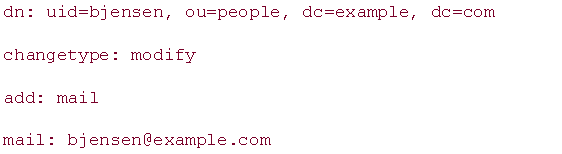 dn: uid=bjensen, ou=people, dc=example, dc=com
changetype: modify
add: mail
mail: bjensen@example.com